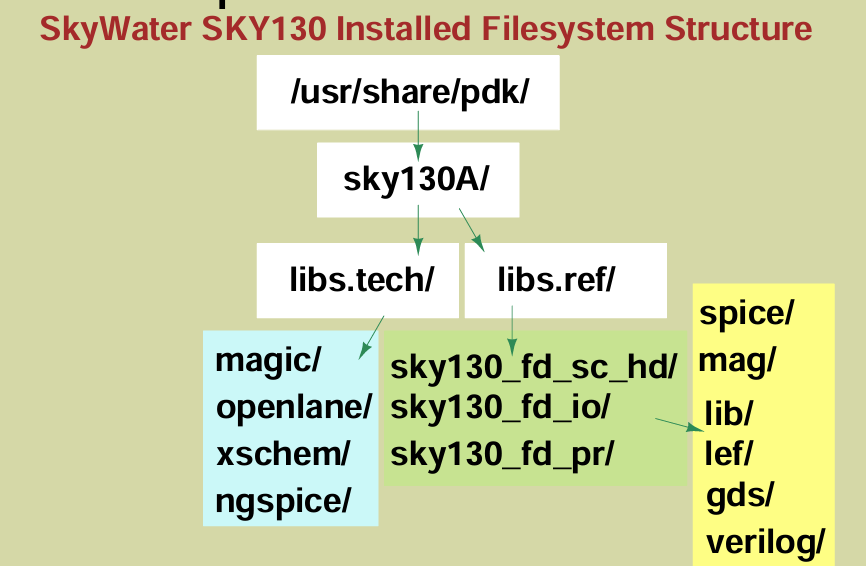 SkyWater SKY130 Installed Filesystem Structure
/usr/share/pdk/
sky130A/
libs.tech/
libs.ref/
magic/
openlane/
xschem/
ngspice/
sky130_fd_sc_hd/
sky130_fd_io/
sky130_fd_pr/
spice/
mag/
lib/
lef/
gds/
verilog/